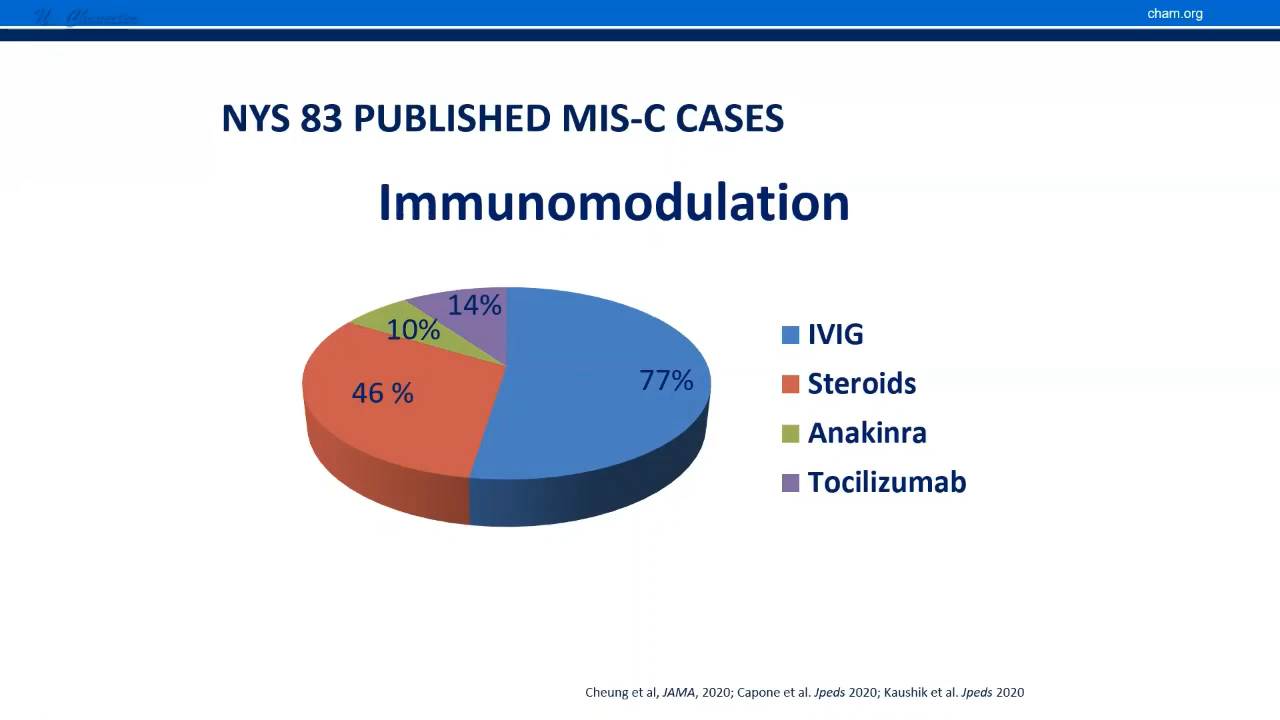 cham.org
NYS 83 PUBLISHED MIS-C CASES
Immunomodulation
14%
10%
77%
46 %
IVIG
Steroids
Anakinra
Tocilizumab
Cheung et al, JAMA, 2020; Capone et al. Jpeds 2020; Kaushik et al. Jpeds 2020